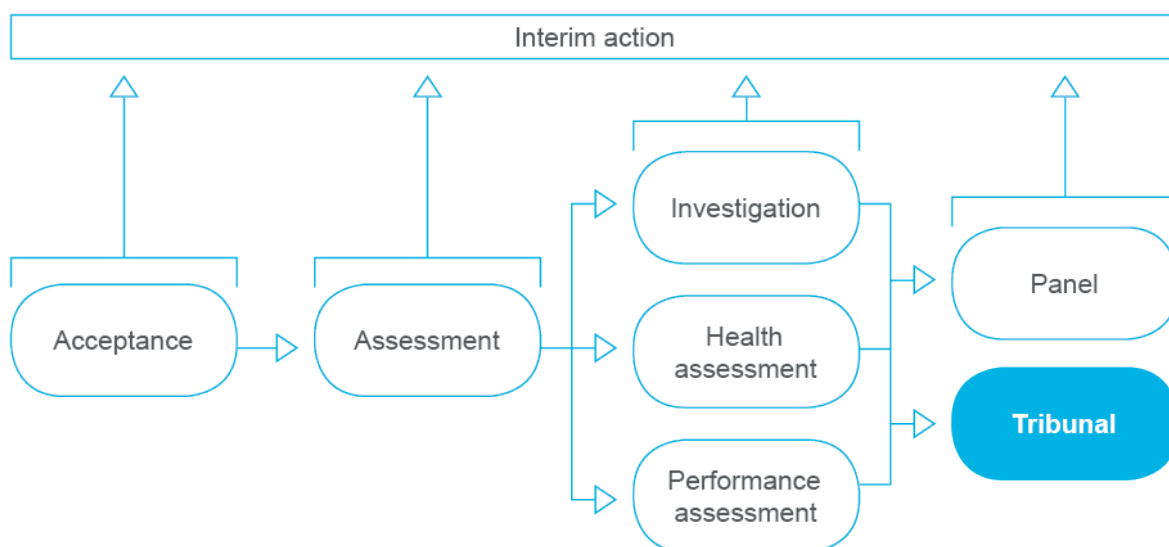 Interim action
Investigation
Panel
Acceptance
Assessment
Health
assessment
Tribunal
Performance
assessment